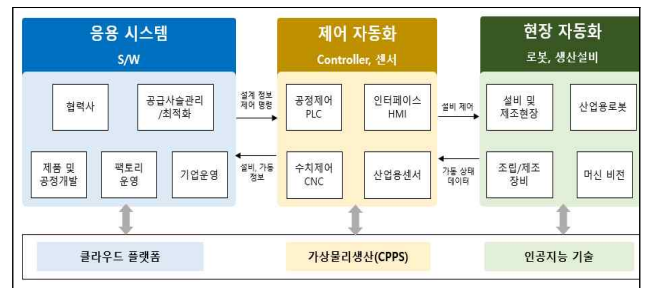 응용 시스템
S/W
협력사
공급사슬관리
/최적화
제품 및
공정개발
팩토리
운영
기업운영
설계 정보
제어 명령
설비, 가동
정보
제어 자동화
Controller, 센서
공정제어
PLC
인터페이스
HMI
수치제어
CNC
산업용센서
설비 제어
가동 상태
데이터
현장 자동화
로봇, 생산설비
설비 및
제조현장
산업용로봇
조립/제조
장비
머신 비전
클라우드 플랫폼
가상물리생산(CPPS)
인공지능 기술